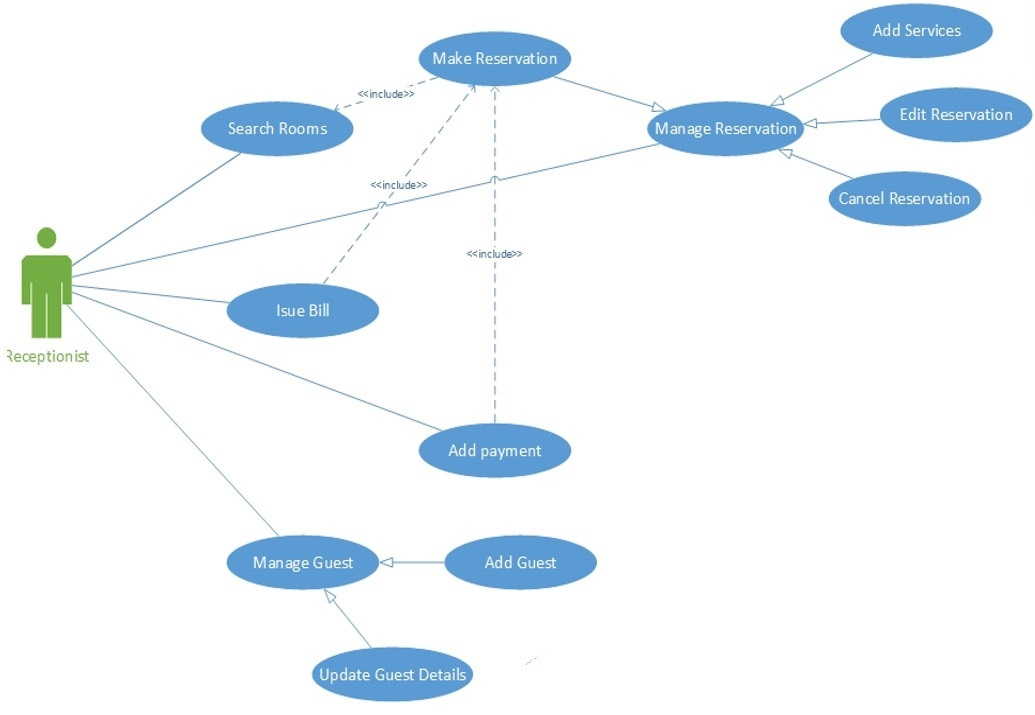 Add Services
Make Reservation
<<include>>
Edit Reservation
Search Rooms
Manage Reservation
<<include>>
Cancel Reservation
<<include>>
Isue Bill
Receptionist
Add payment
Manage Guest
Add Guest
Update Guest Details